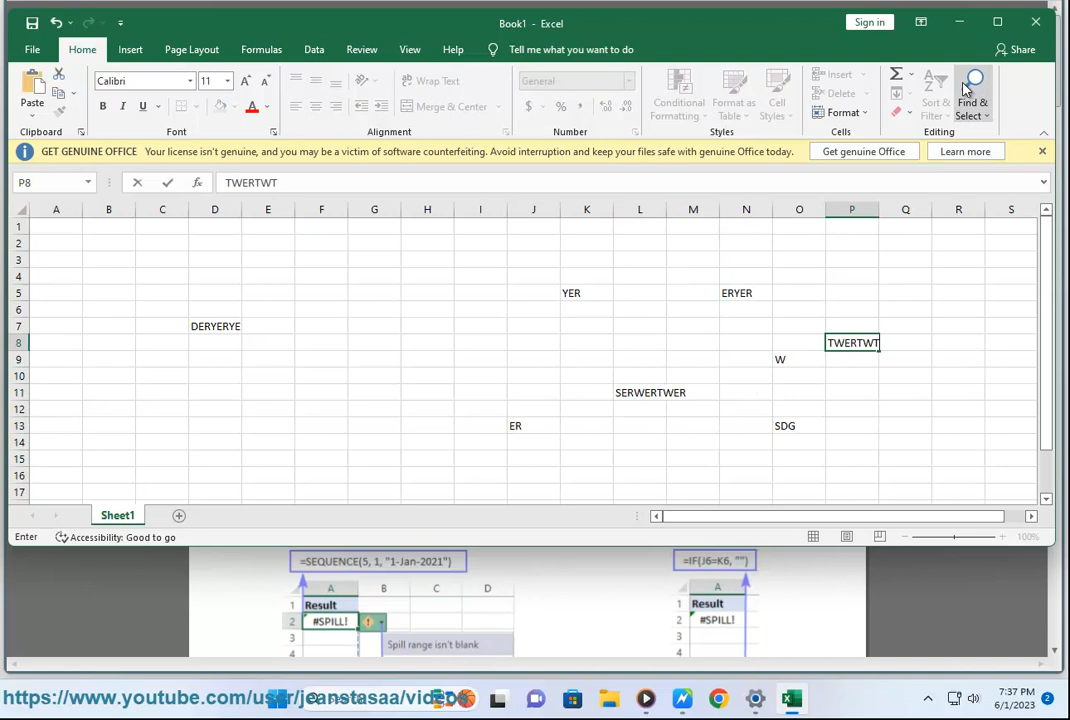 Book1 - Excel
Sign in
File Home Insert Page Layout Formulas Data Review View Help Tell me what you want to do Share
Calibri 11 Wrap Text General Insert
Paste B I U Merge & Center $ % Conditional Formatting Format as Table Cell Styles Delete Format Sort & Filter Find & Select
Clipboard Font Alignment Number Styles Cells Editing
GET GENUINE OFFICE Your license isn't genuine, and you may be a victim of software counterfeiting. Avoid interruption and keep your files safe with genuine Office today. Get genuine Office Learn more
P8 fx TWERTWT
A B C D E F G H I J K L M N O P Q R S
1
2
3
4
5 YER ERYER
6
7 DERYERYE
8 TWERTWT
9 W
10
11 SERWERTWER
12
13 ER SDG
14
15
16
17
Sheet1
Enter Accessibility: Good to go 100%
=SEQUENCE(5, 1, "1-Jan-2021") =IF(J6=K6, "")
A B C D A
1 Result 1 Result
2 #SPILL! 2 #SPILL!
3 Spill range isn't blank 3
4 4
https://www.youtube.com/user/jeanstasaa/videos
7:37 PM
6/1/2023
2